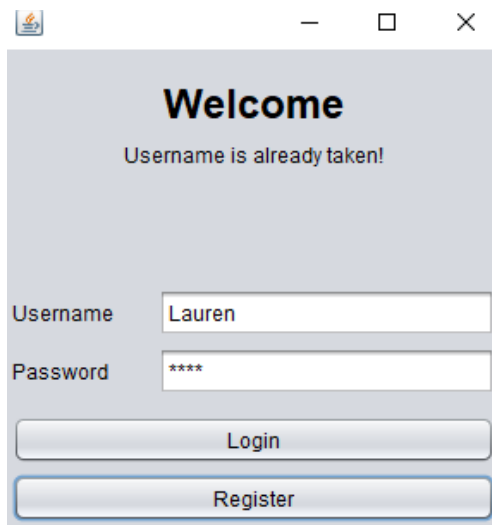 Welcome
Username is already taken!
Username Lauren
Password ****
Login
Register